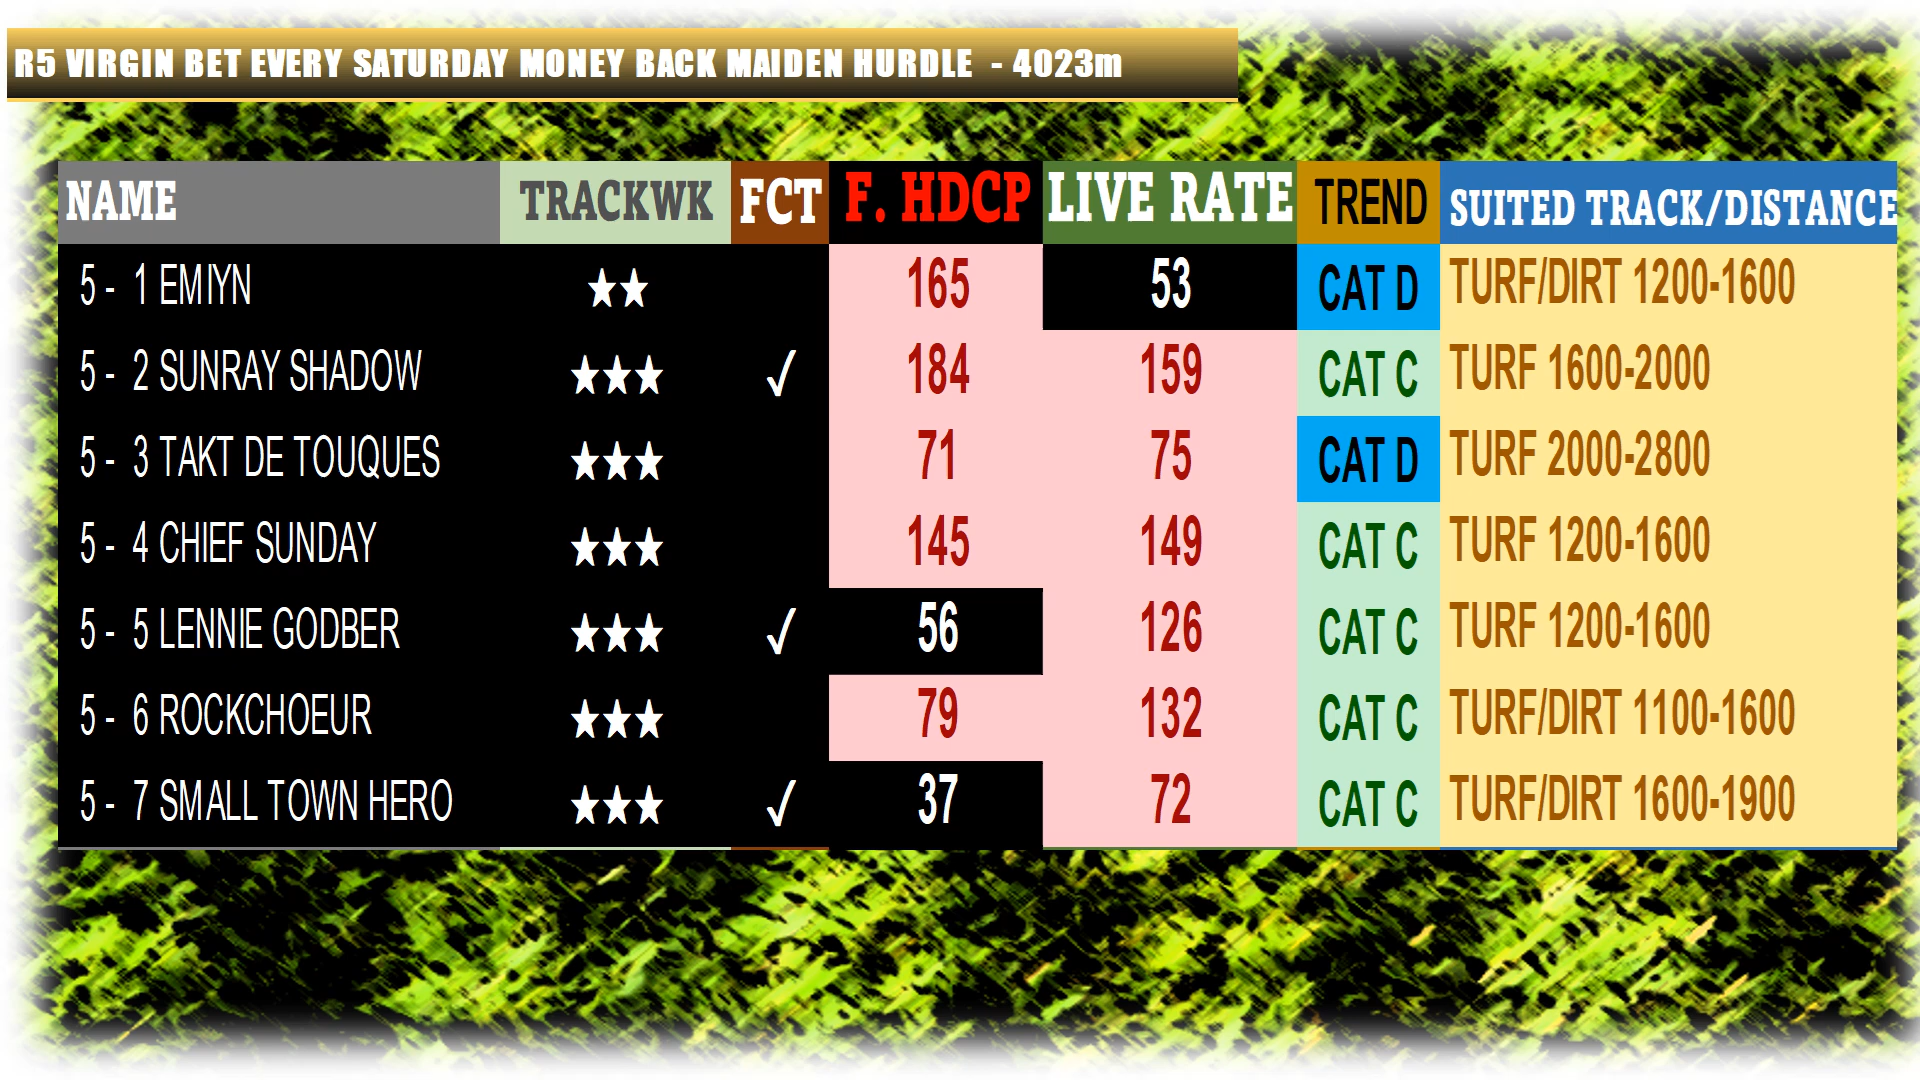 R5 VIRGIN BET EVERY SATURDAY MONEY BACK MAIDEN HURDLE - 4023m
NAME TRACKWK FCT F. HDCP LIVE RATE TREND SUITED TRACK/DISTANCE
5 - 1 EMIYN ★★ 165 53 CAT D TURF/DIRT 1200-1600
5 - 2 SUNRAY SHADOW ★★★ √ 184 159 CAT C TURF 1600-2000
5 - 3 TAKT DE TOUQUES ★★★ 71 75 CAT D TURF 2000-2800
5 - 4 CHIEF SUNDAY ★★★ 145 149 CAT C TURF 1200-1600
5 - 5 LENNIE GODBER ★★★ √ 56 126 CAT C TURF 1200-1600
5 - 6 ROCKCHOEUR ★★★ 79 132 CAT C TURF/DIRT 1100-1600
5 - 7 SMALL TOWN HERO ★★★ √ 37 72 CAT C TURF/DIRT 1600-1900